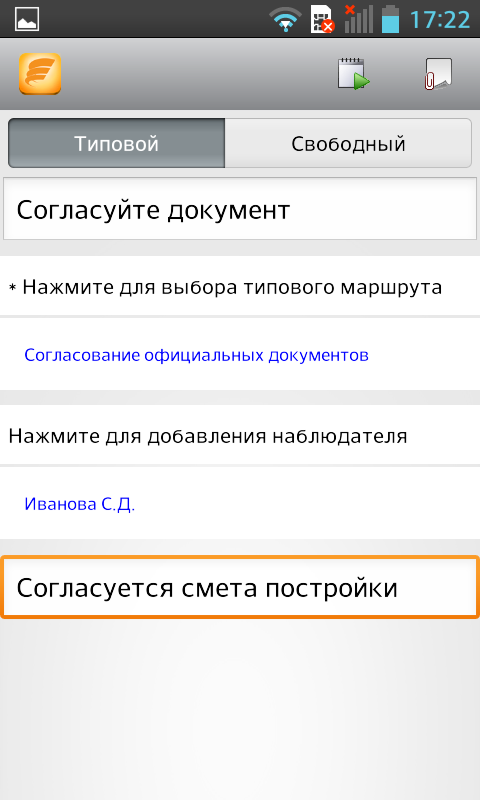 17:22
Типовой
Свободный
Согласуйте документ
* Нажмите для выбора типового маршрута
Согласование официальных документов
Нажмите для добавления наблюдателя
Иванова С.Д.
Согласуется смета постройки